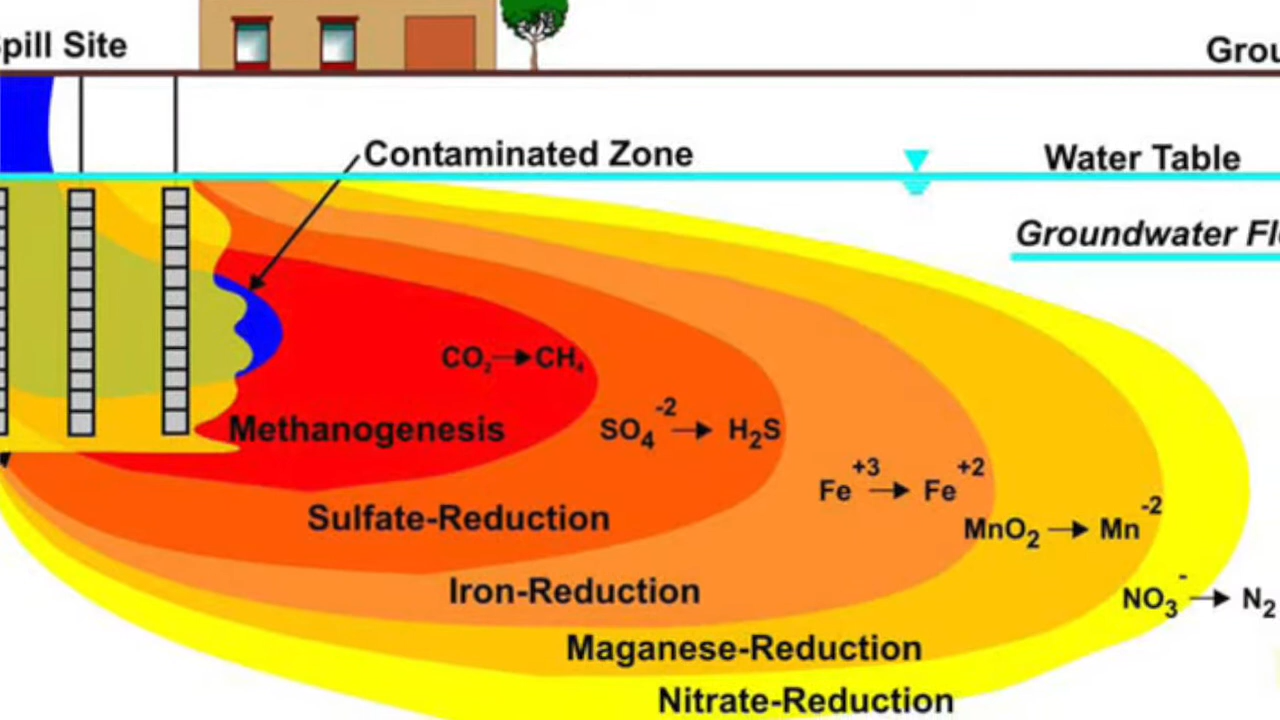 pill Site
Grou
Contaminated Zone
Water Table
Groundwater Fl
CO₂→CH₄
Methanogenesis
SO₄⁻² → H₂S
Sulfate-Reduction
Fe⁺³ → Fe⁺²
MnO₂ → Mn⁻²
Iron-Reduction
NO₃⁻ → N₂
Maganese-Reduction
Nitrate-Reduction